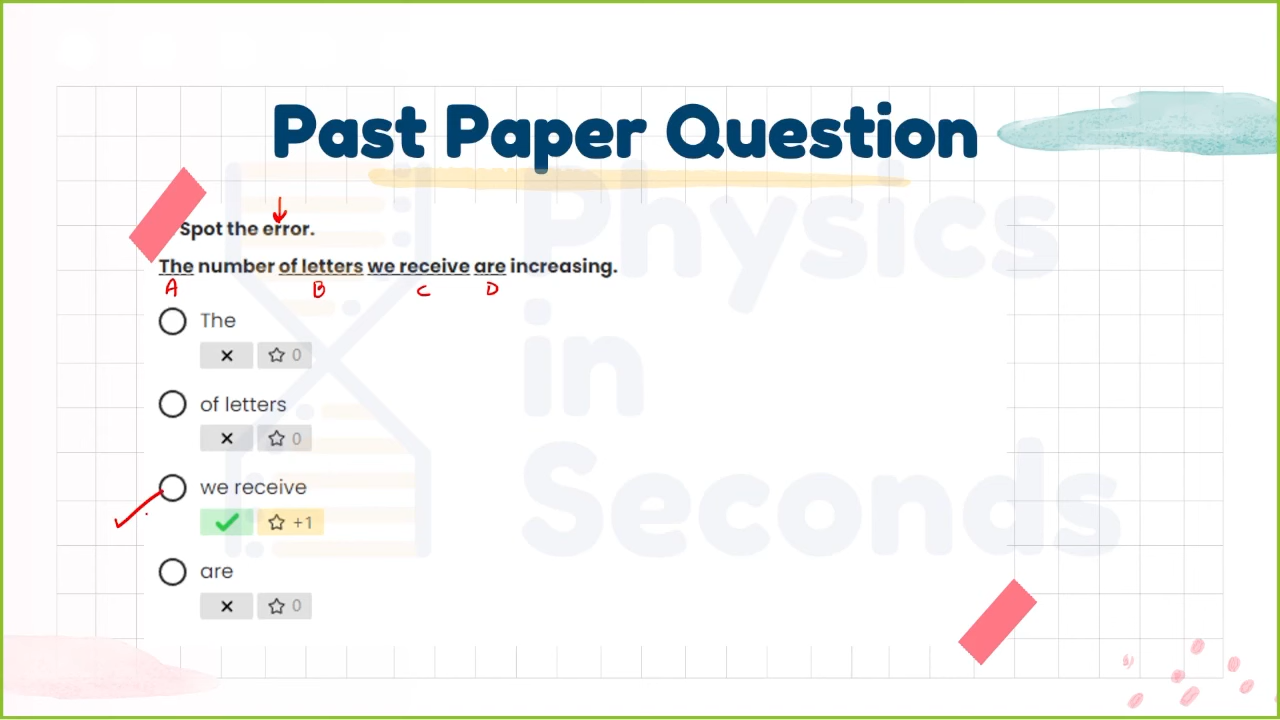 Past Paper Question
Physics
in
Seconds
Spot the error.
The number of letters we receive are increasing.
A B C D
The
0
of letters
0
we receive
+1
are
0